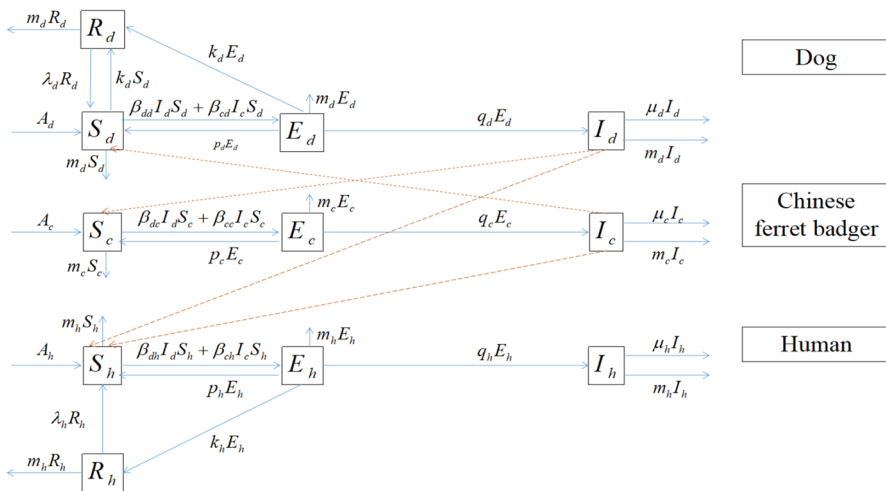 m_d R_d
R_d
k_d E_d
λ_d R_d
k_d S_d
m_d E_d
Dog
A_d
β_dd I_d S_d + β_cd I_c S_d
S_d
p_d E_d
E_d
q_d E_d
I_d
μ_d I_d
m_d I_d
m_d S_d
m_c E_c
A_c
β_dc I_d S_c + β_cc I_c S_c
S_c
p_c E_c
E_c
q_c E_c
I_c
μ_c I_c
m_c I_c
Chinese
ferret badger
m_c S_c
m_h S_h
m_h E_h
A_h
β_dh I_d S_h + β_ch I_c S_h
S_h
p_h E_h
E_h
q_h E_h
I_h
μ_h I_h
m_h I_h
Human
λ_h R_h
k_h E_h
m_h R_h
R_h